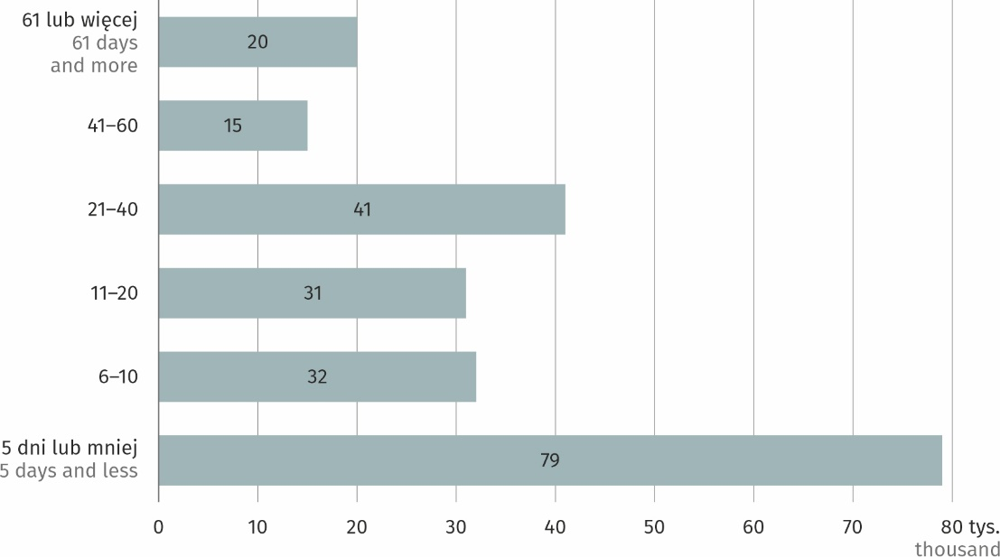 61 lub więcej
61 days
and more
20
41–60
15
21–40
41
11–20
31
6–10
32
5 dni lub mniej
5 days and less
79
0 10 20 30 40 50 60 70 80 tys.
thousand